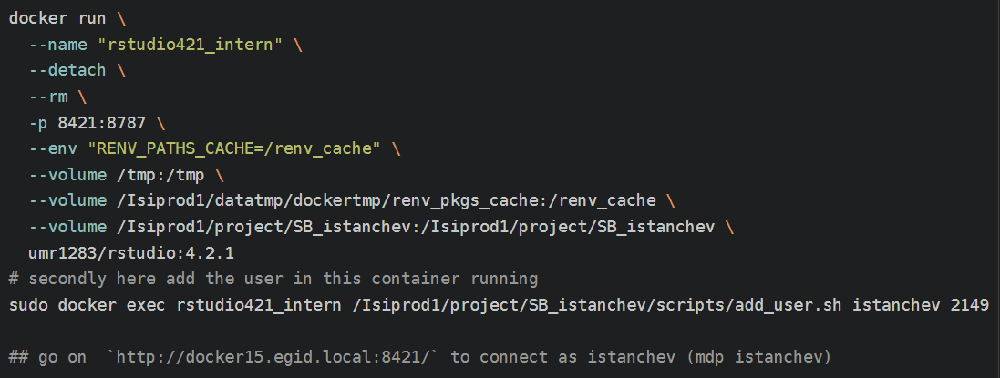 docker run \
--name "rstudio421_intern" \
--detach \
--rm \
-p 8421:8787 \
--env "RENV_PATHS_CACHE=/renv_cache" \
--volume /tmp:/tmp \
--volume /Isiprod1/datatmp/dockertmp/renv_pkgs_cache:/renv_cache \
--volume /Isiprod1/project/SB_istanchev:/Isiprod1/project/SB_istanchev \
umr1283/rstudio:4.2.1
# secondly here add the user in this container running
sudo docker exec rstudio421_intern /Isiprod1/project/SB_istanchev/scripts/add_user.sh istanchev 2149
## go on  `http://docker15.egid.local:8421/` to connect as istanchev (mdp istanchev)